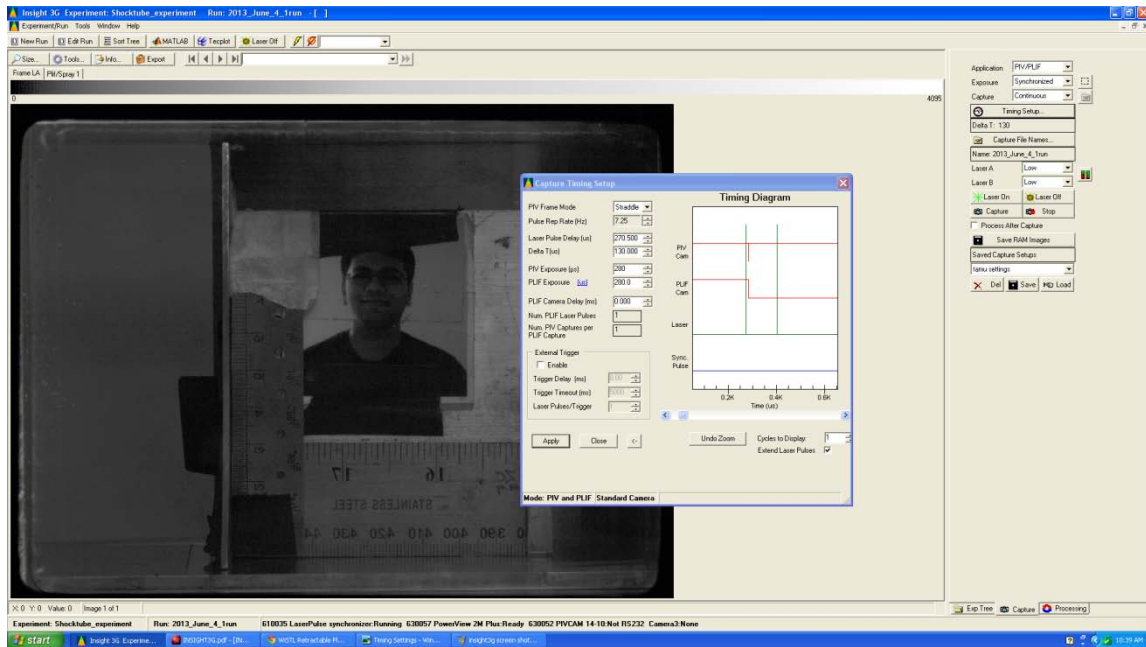 Insight 3G Experiment: Shocktube_experiment Run: 2013_June_4_1run - [ ]
Experiment/Run Tools Window Help
New Run Edit Run Sort Tree MATLAB Tecplot Laser Off
Size... Tools... Info... Export
Frame LA Plif/Spray 1
0 4095
Application PIV/PLIF
Exposure Synchronized
Capture Continuous
Timing Setup...
Delta T: 130
Capture File Names...
Name: 2013_June_4_1run
Laser A Low
Laser B Low
Laser On Laser Off
Capture Stop
Process After Capture
Save RAM Images
Saved Capture Setups
tamu settings
Del Save Load
Capture Timing Setup
PIV Frame Mode Straddle
Pulse Rep Rate (Hz) 7.25
Laser Pulse Delay (us) 270.500
Delta T(us) 130.000
PIV Exposure (µs) 280
PLIF Exposure (us) 280.0
PLIF Camera Delay (ms) 0.000
Num. PLIF Laser Pulses 1
Num. PIV Captures per PLIF Capture 1
External Trigger
Enable
Trigger Delay (ms) 0.00
Trigger Timeout (ms) 5000
Laser Pulses/Trigger 1
Apply Close <-
Timing Diagram
PIV Cam
PLIF Cam
Laser
Sync. Pulse
0.2K 0.4K 0.6K
Time (us)
Undo Zoom Cycles to Display: 1
Extend Laser Pulses
Mode: PIV and PLIF Standard Camera
17 16
STAINLESS STEEL
44 430 420 410 400 390
X: 0 Y: 0 Value: 0 Image 1 of 1
Exp Tree Capture Processing
Experiment: Shocktube_experiment Run: 2013_June_4_1run 610035 LaserPulse synchronizer:Running 630057 PowerView 2M Plus:Ready 630052 PIVCAM 14-10:Not RS232 Camera3:None
start Insight 3G Experime... INSIGHT3G.pdf - [IN... WISTL Retractable Fl... Timing Settings - Win... insight3g screen shot... 10:39 AM